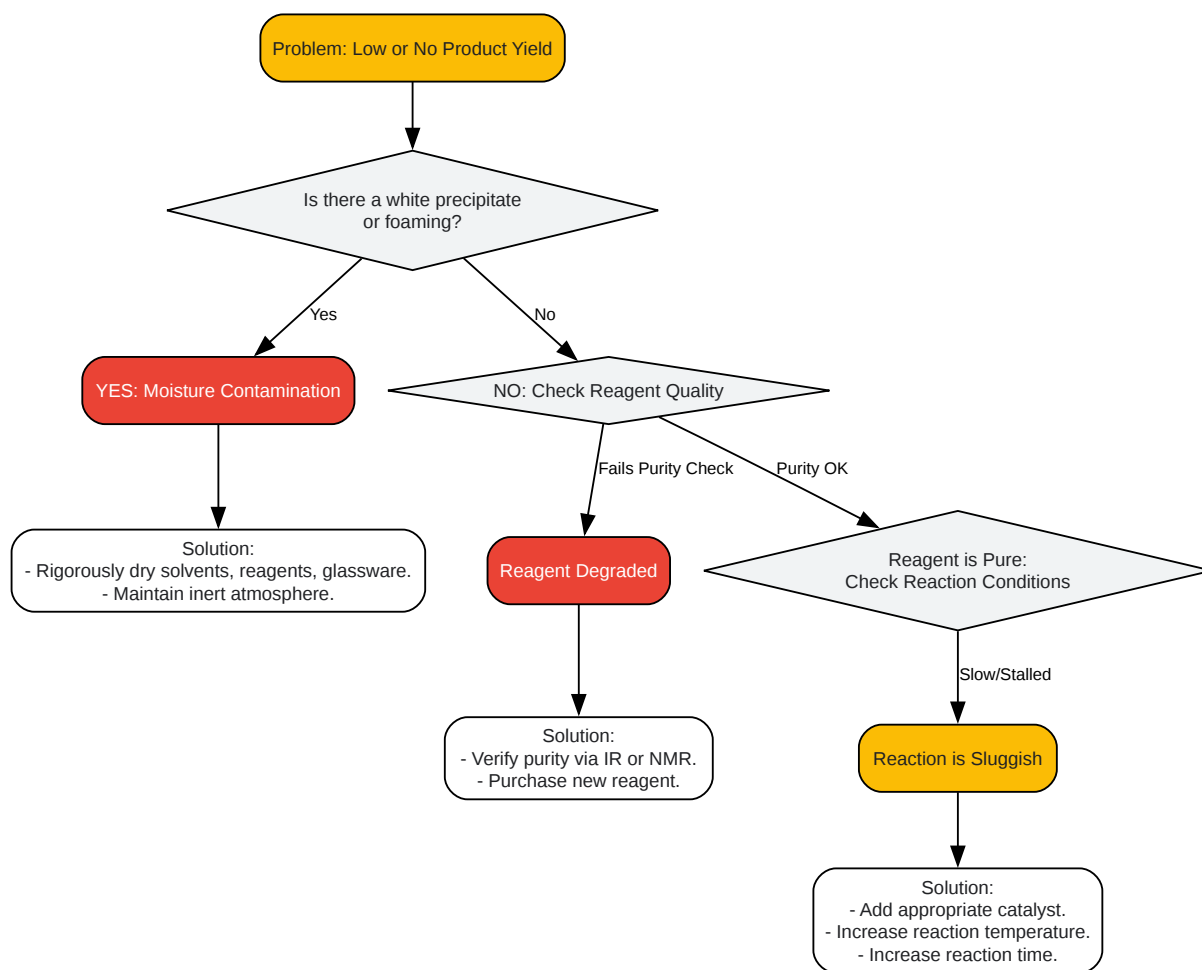 Problem: Low or No Product Yield
Is there a white precipitate
or foaming?
Yes
No
YES: Moisture Contamination
NO: Check Reagent Quality
Fails Purity Check
Purity OK
Solution:
- Rigorously dry solvents, reagents, glassware.
- Maintain inert atmosphere.
Reagent Degraded
Reagent is Pure:
Check Reaction Conditions
Slow/Stalled
Solution:
- Verify purity via IR or NMR.
- Purchase new reagent.
Reaction is Sluggish
Solution:
- Add appropriate catalyst.
- Increase reaction temperature.
- Increase reaction time.